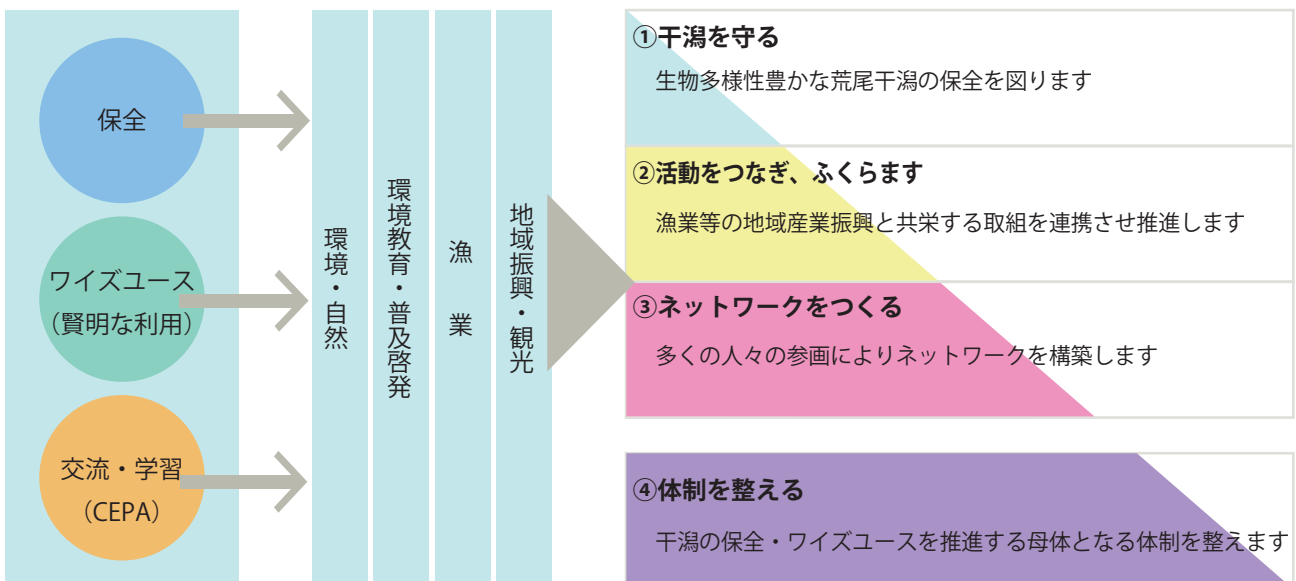 保全
ワイズユース
（賢明な利用）
交流・学習
（CEPA）
環境・自然
環境教育・普及啓発
漁業
地域振興・観光
①干潟を守る
生物多様性豊かな荒尾干潟の保全を図ります
②活動をつなぎ、ふくらます
漁業等の地域産業振興と共栄する取組を連携させ推進します
③ネットワークをつくる
多くの人々の参画によりネットワークを構築します
④体制を整える
干潟の保全・ワイズユースを推進する母体となる体制を整えます